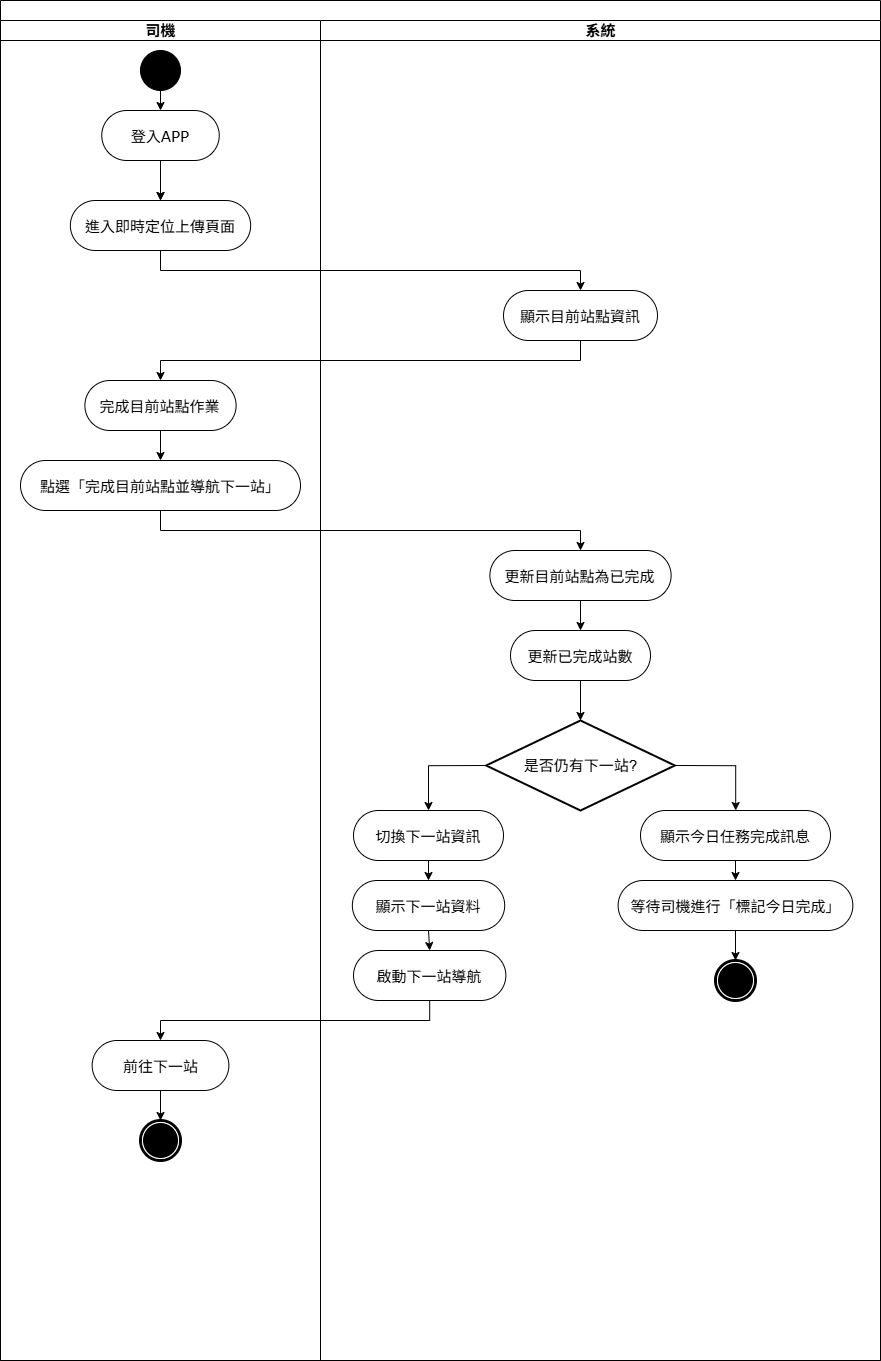 司機
系統
登入APP
進入即時定位上傳頁面
顯示目前站點資訊
完成目前站點作業
點選「完成目前站點並導航下一站」
更新目前站點為已完成
更新已完成站數
是否仍有下一站?
切換下一站資訊
顯示今日任務完成訊息
顯示下一站資料
等待司機進行「標記今日完成」
啟動下一站導航
前往下一站